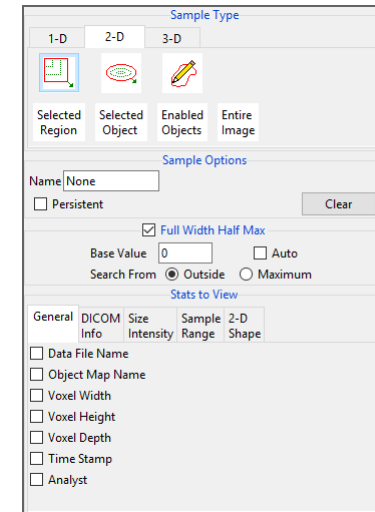 Sample Type
1-D 2-D 3-D
Selected Selected Enabled Entire
Region Object Objects Image
Sample Options
Name None
Persistent Clear
Full Width Half Max
Base Value 0 Auto
Search From Outside Maximum
Stats to View
General DICOM Size Sample 2-D
Info Intensity Range Shape
Data File Name
Object Map Name
Voxel Width
Voxel Height
Voxel Depth
Time Stamp
Analyst